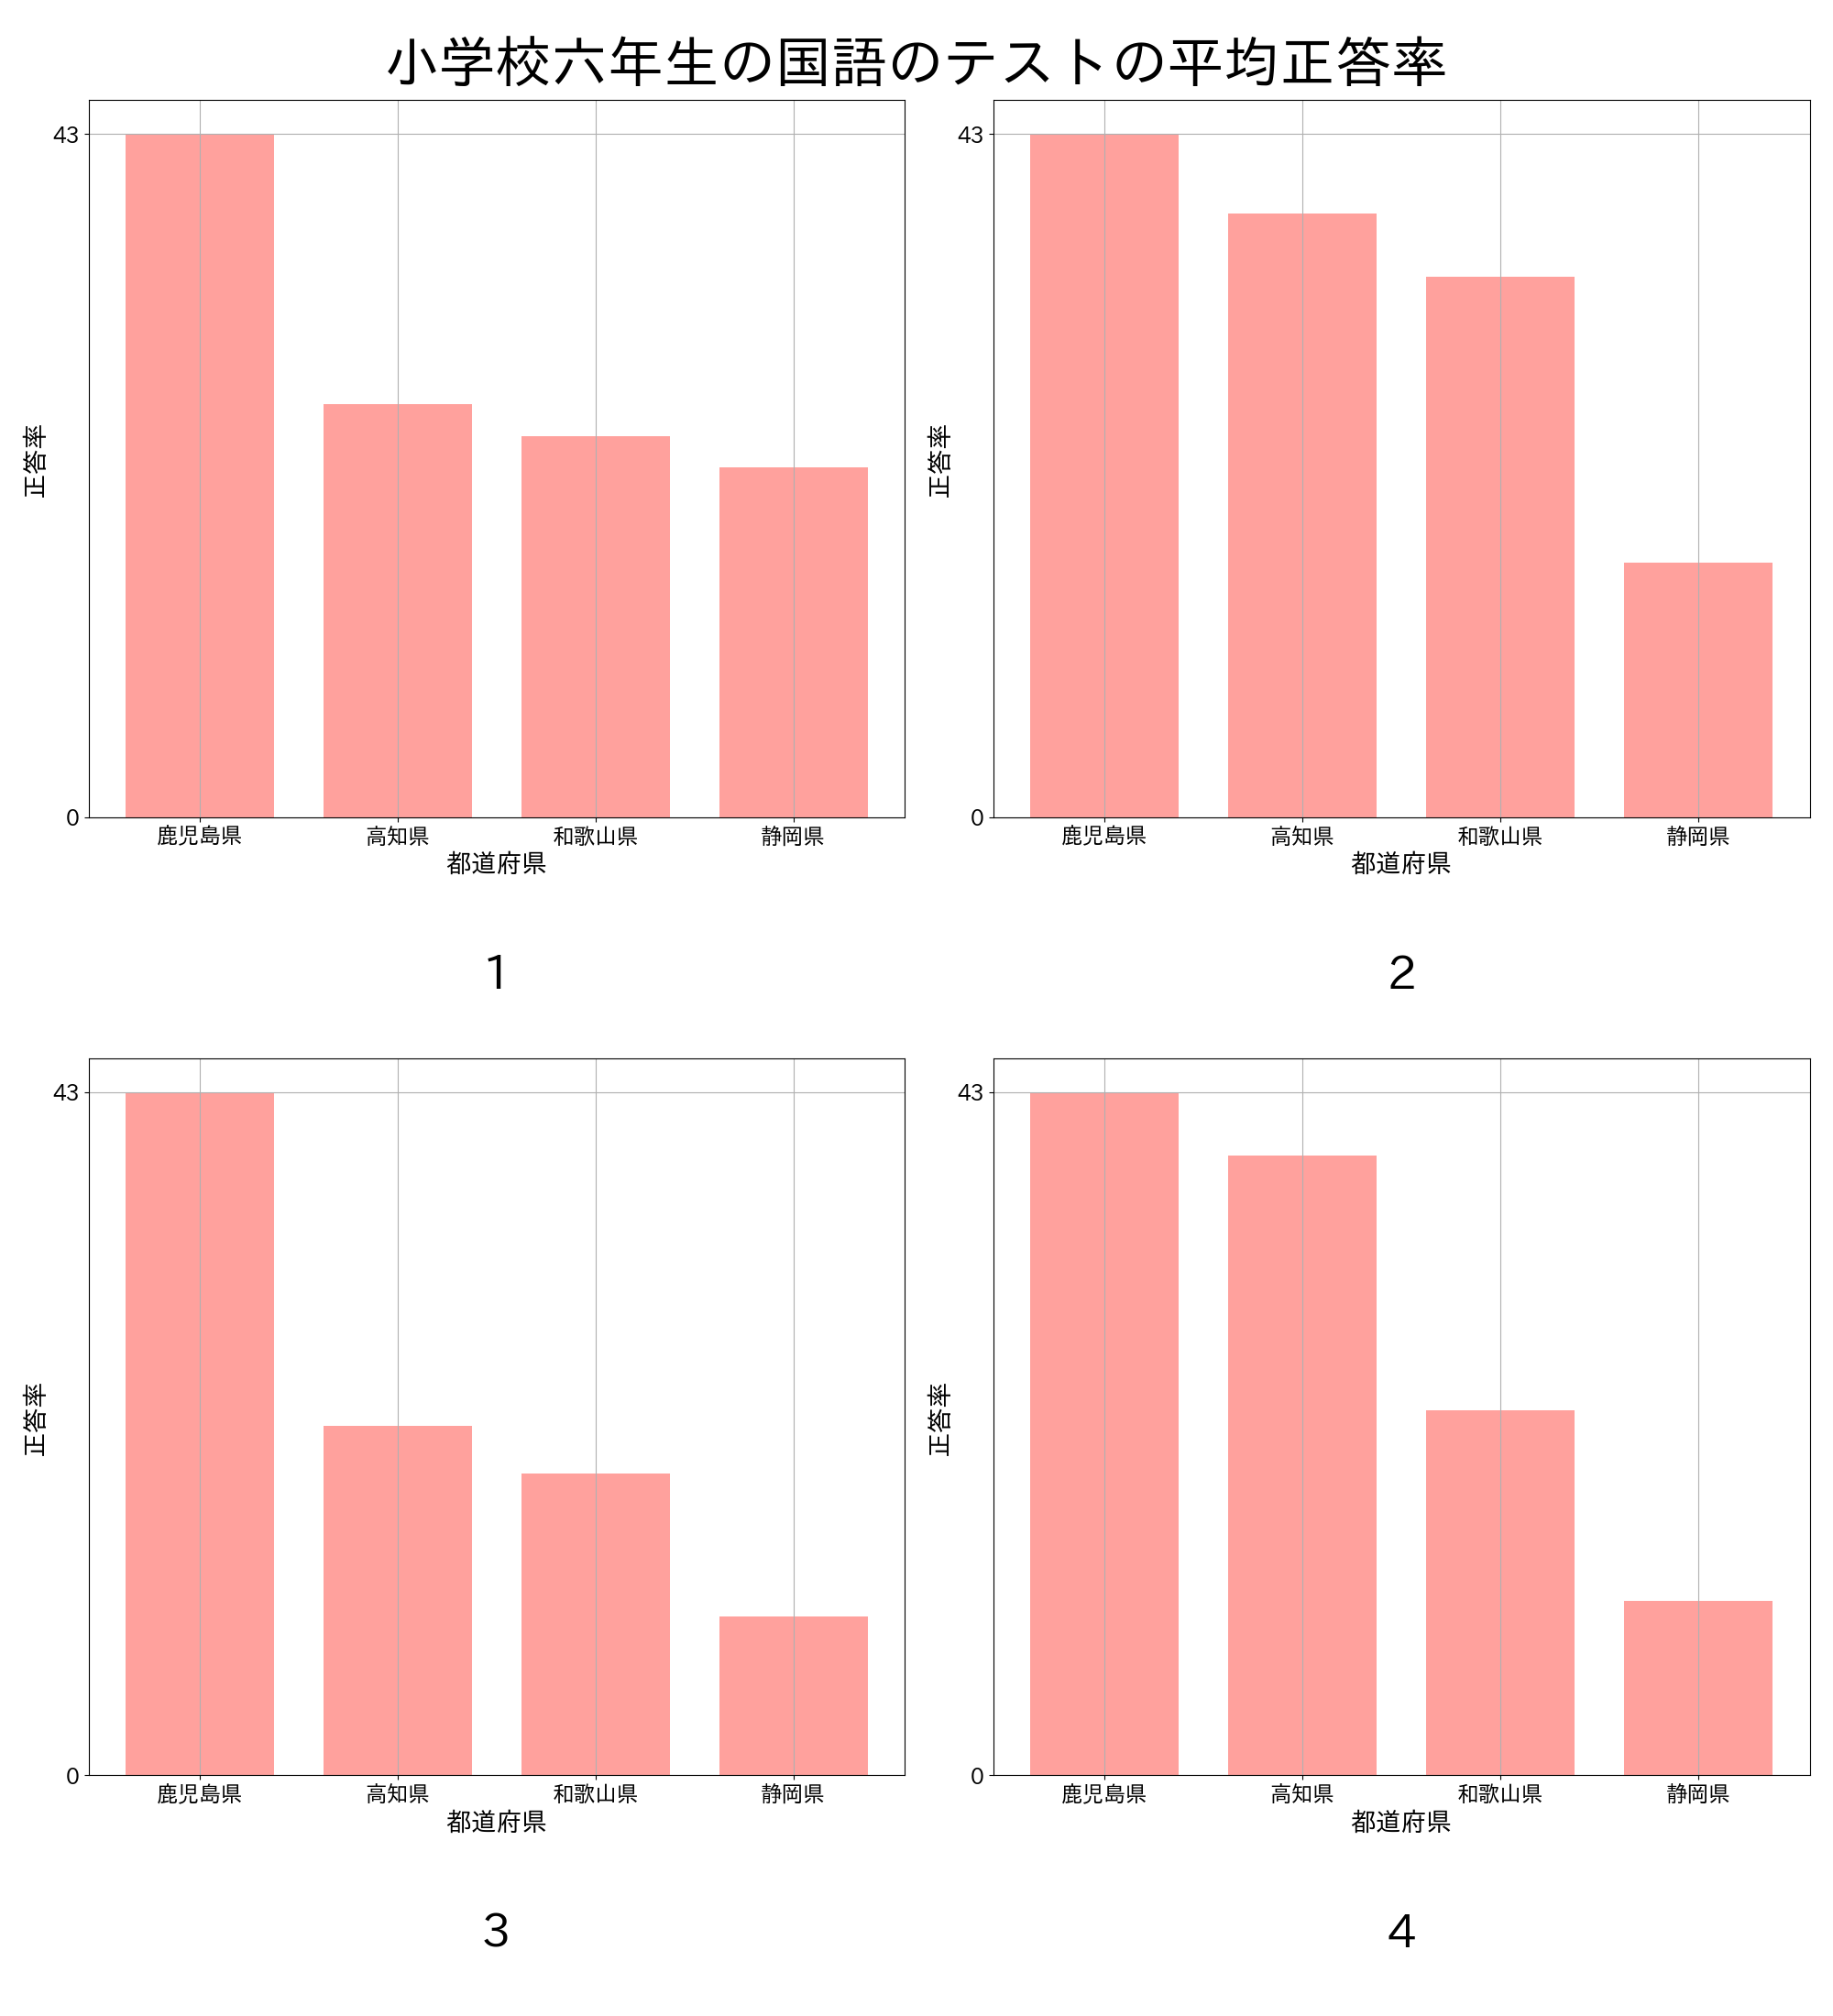 小学校六年生の国語のテストの平均正答率
43
0
正答率
鹿児島県 高知県 和歌山県 静岡県
都道府県
1
43
0
正答率
鹿児島県 高知県 和歌山県 静岡県
都道府県
2
43
0
正答率
鹿児島県 高知県 和歌山県 静岡県
都道府県
3
43
0
正答率
鹿児島県 高知県 和歌山県 静岡県
都道府県
4